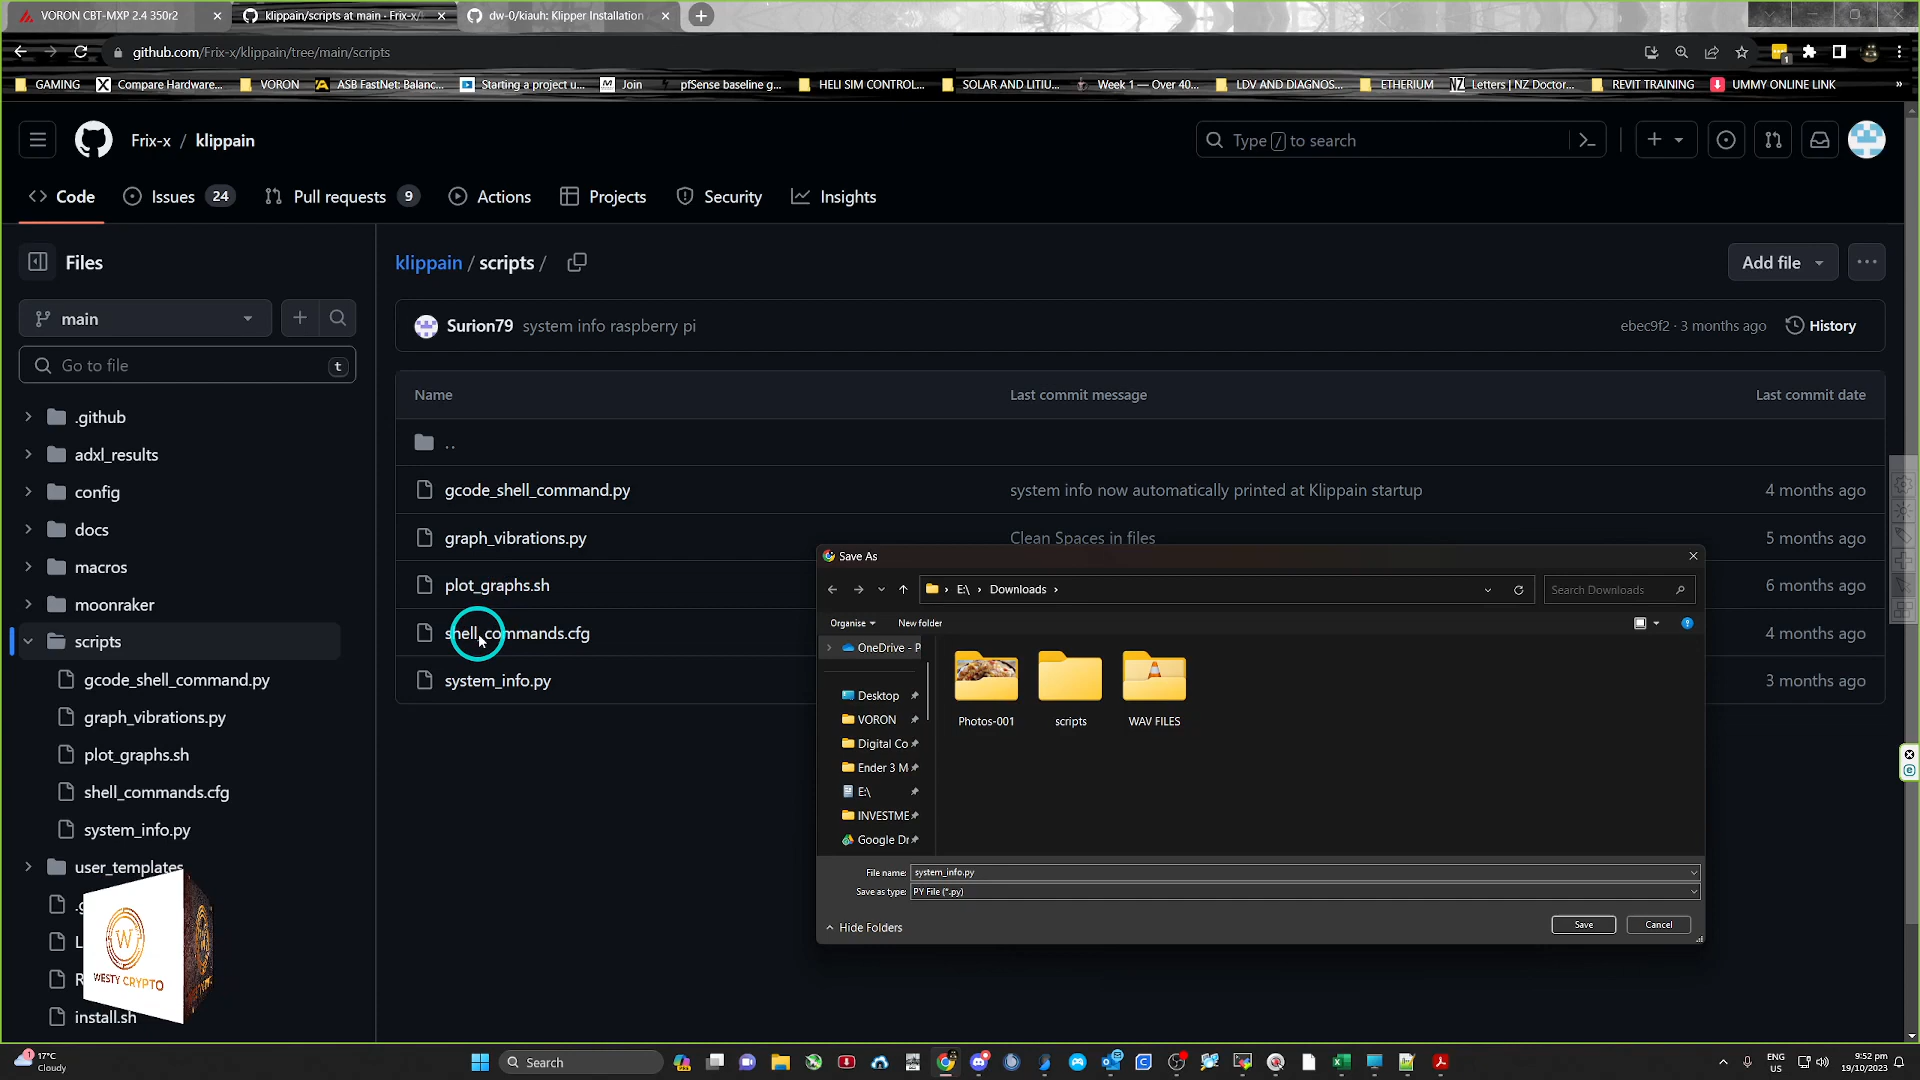 VORON CBT-MXP 2.4 350r2
klippain/scripts at main · Frix-x/
dw-0/kiauh: Klipper Installation
github.com/Frix-x/klippain/tree/main/scripts
GAMING
Compare Hardware...
VORON
ASB FastNet: Balanc...
Starting a project u...
Join
pfSense baseline g...
HELI SIM CONTROL...
SOLAR AND LITIU...
Week 1 — Over 40...
LDV AND DIAGNOS...
ETHERIUM
Letters | NZ Doctor...
REVIT TRAINING
UMMY ONLINE LINK
»
Frix-x / klippain
Type / to search
Code
Issues 24
Pull requests 9
Actions
Projects
Security
Insights
Files
klippain / scripts /
Add file
main
Surion79 system info raspberry pi
ebec9f2 · 3 months ago
History
Go to file
t
Name
Last commit message
Last commit date
..
gcode_shell_command.py
system info now automatically printed at Klippain startup
4 months ago
graph_vibrations.py
Clean Spaces in files
5 months ago
plot_graphs.sh
6 months ago
shell_commands.cfg
4 months ago
system_info.py
3 months ago
.github
adxl_results
config
docs
macros
moonraker
scripts
gcode_shell_command.py
graph_vibrations.py
plot_graphs.sh
shell_commands.cfg
system_info.py
user_templates
install.sh
WESTY CRYPTO
Save As
E:\ › Downloads ›
Search Downloads
Organise
New folder
OneDrive - P
Desktop
VORON
Digital Co
Ender 3 M
E:\
INVESTME
Google Dr
Photos-001
scripts
WAV FILES
File name: system_info.py
Save as type: PY File (*.py)
Hide Folders
Save
Cancel
17°C
Cloudy
Search
ENG
US
9:52 pm
19/10/2023